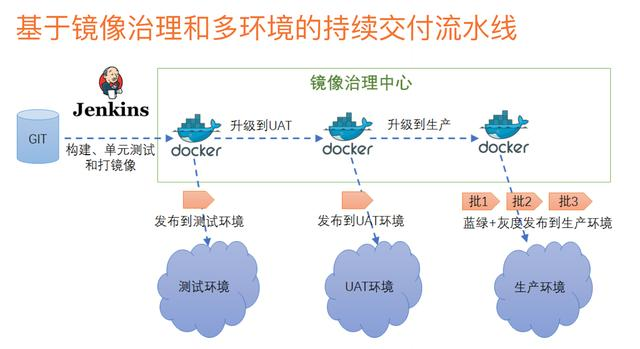 基于镜像治理和多环境的持续交付流水线
镜像治理中心
Jenkins
GIT
构建、单元测试
和打镜像
docker
升级到UAT
docker
升级到生产
docker
发布到测试环境
发布到UAT环境
批1
批2
批3
蓝绿+灰度发布到生产环境
测试环境
UAT环境
生产环境